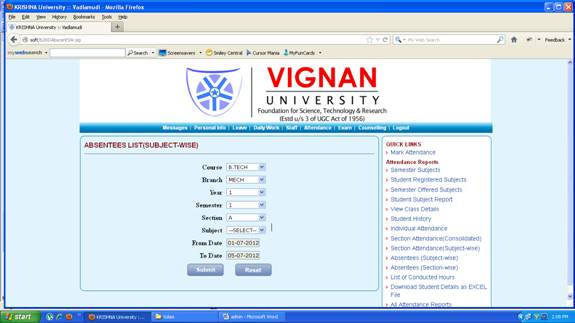 KRISHNA University :: Vadlamudi - Mozilla Firefox
File Edit View History Bookmarks Tools Help
KRISHNA University :: Vadlamudi
Feedback
mywebsearch Search Screensavers Smiley Central Cursor Mania MyFunCards
VIGNAN
UNIVERSITY
Foundation for Science, Technology & Research
(Estd u/s 3 of UGC Act of 1956)
Messages | Personal Info | Leave | Daily Work | Staff | Attendance | Exam | Counselling | Logout
ABSENTEES LIST(SUBJECT-WISE)
Course B.TECH
Branch MECH
Year 1
Semester 1
Section A
Subject --SELECT--
From Date 01-07-2012
To Date 05-07-2012
Submit Reset
QUICK LINKS
Mark Attendance
Attendance Reports
Semester Subjects
Student Registered Subjects
Semester Offered Subjects
Student Subject Report
View Class Details
Student History
Individual Attendance
Section Attendance(Consolidated)
Section Attendance(Subject-wise)
Absentees (Subject-wise)
Absentees (Section-wise)
List of Conducted Hours
Download Student Details as EXCEL
File
All Attendance Reports
start KRISHNA University :... tulasi admin - Microsoft Word 2:08 PM